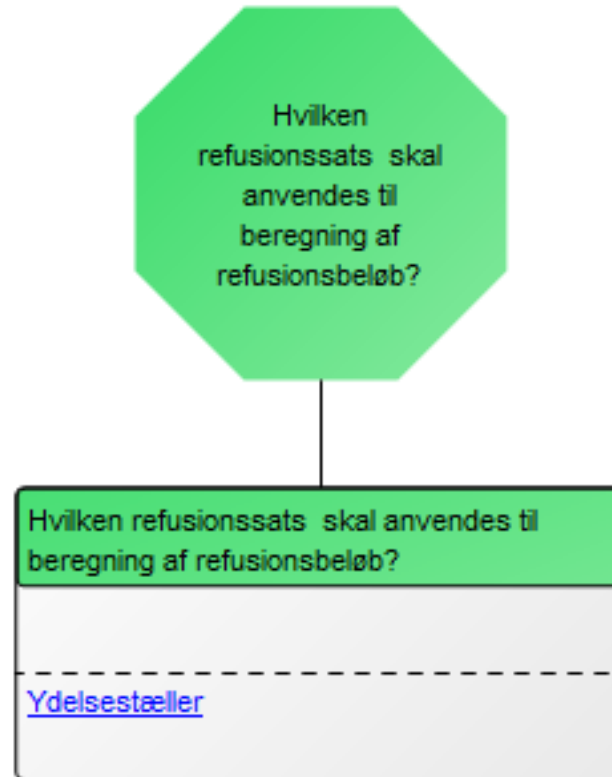 Hvilken
refusionssats  skal
anvendes til
beregning af
refusionsbeløb?
Hvilken refusionssats  skal anvendes til
beregning af refusionsbeløb?
Ydelsestæller